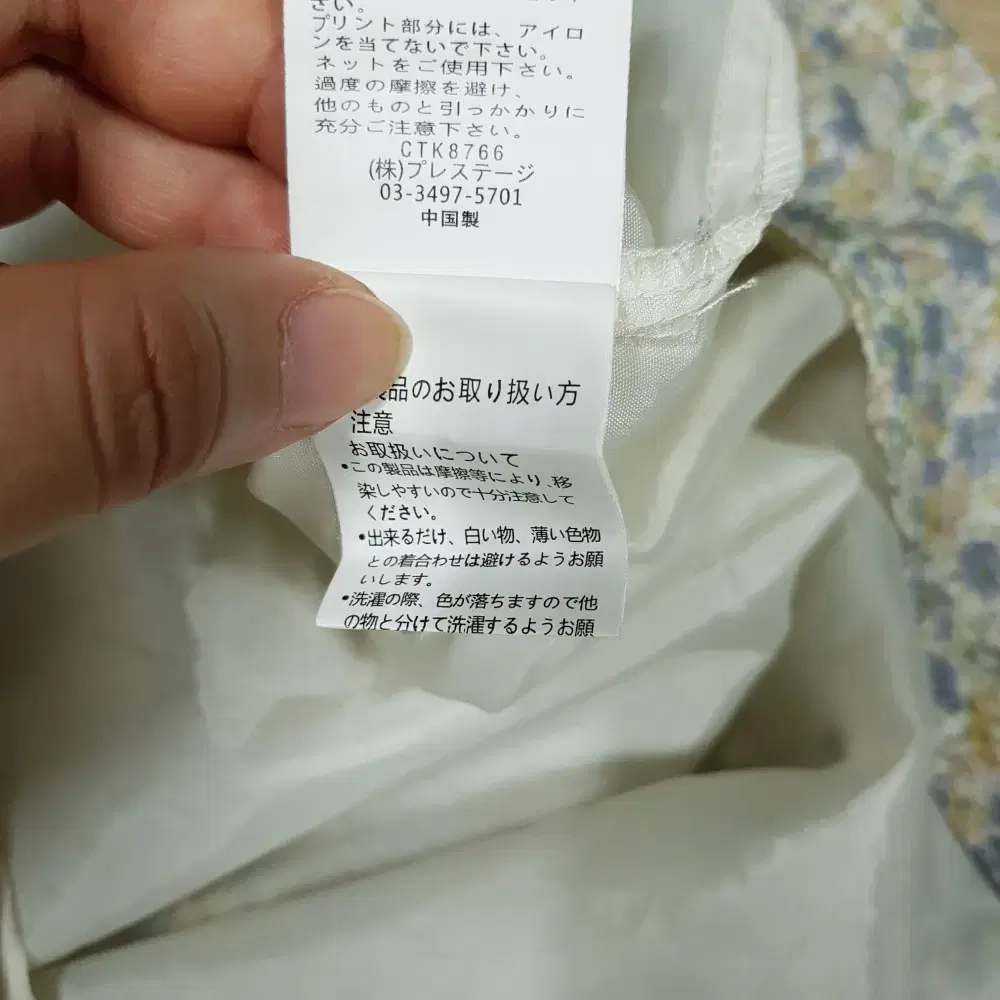 さい。
プリント部分には、アイロ
ンを当てないで下さい。
ネットをご使用下さい。
過度の摩擦を避け、
他のものと引っかかりに
充分ご注意下さい。
CTK8766
(株)プレステージ
03-3497-5701
中国製
製品のお取り扱い方
注意
お取扱いについて
•この製品は摩擦等により、移
染しやすいので十分注意して
ください。
•出来るだけ、白い物、薄い色物
との着合わせは避けるようお願
いします。
•洗濯の際、色が落ちますので他
の物と分けて洗濯するようお願